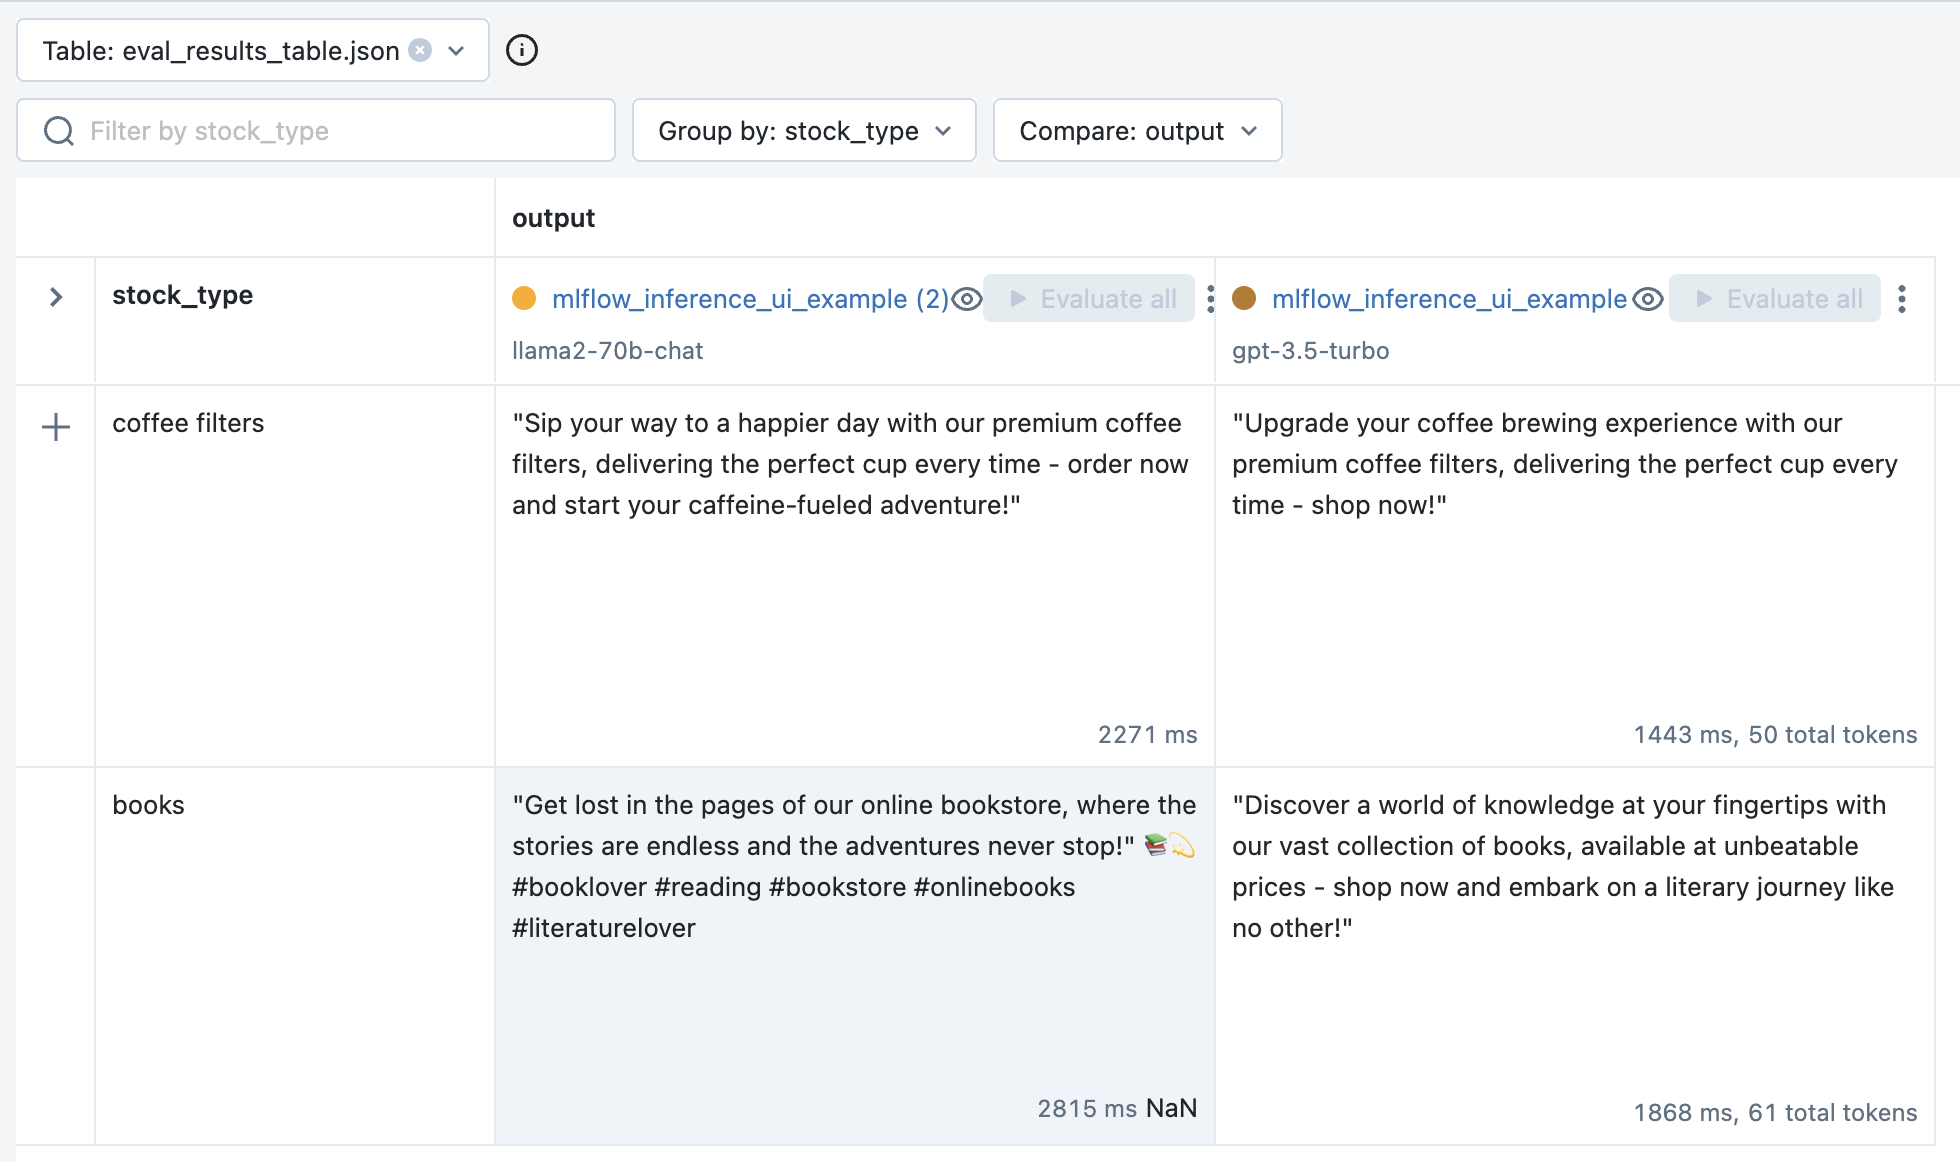 Table: eval_results_table.json
Filter by stock_type
Group by: stock_type
Compare: output
output
stock_type
mlflow_inference_ui_example (2)
Evaluate all
llama2-70b-chat
mlflow_inference_ui_example
Evaluate all
gpt-3.5-turbo
coffee filters
"Sip your way to a happier day with our premium coffee
filters, delivering the perfect cup every time - order now
and start your caffeine-fueled adventure!"
2271 ms
"Upgrade your coffee brewing experience with our
premium coffee filters, delivering the perfect cup every
time - shop now!"
1443 ms, 50 total tokens
books
"Get lost in the pages of our online bookstore, where the
stories are endless and the adventures never stop!" 📚💫
#booklover #reading #bookstore #onlinebooks
#literaturelover
2815 ms NaN
"Discover a world of knowledge at your fingertips with
our vast collection of books, available at unbeatable
prices - shop now and embark on a literary journey like
no other!"
1868 ms, 61 total tokens